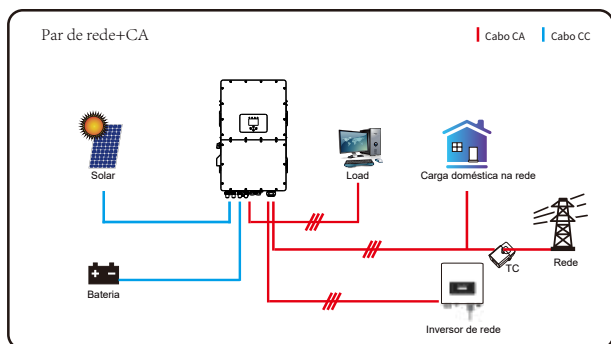 Par de rede+CA
Cabo CA
Cabo CC
Solar
Load
Carga doméstica na rede
TC
Rede
Bateria
Inversor de rede